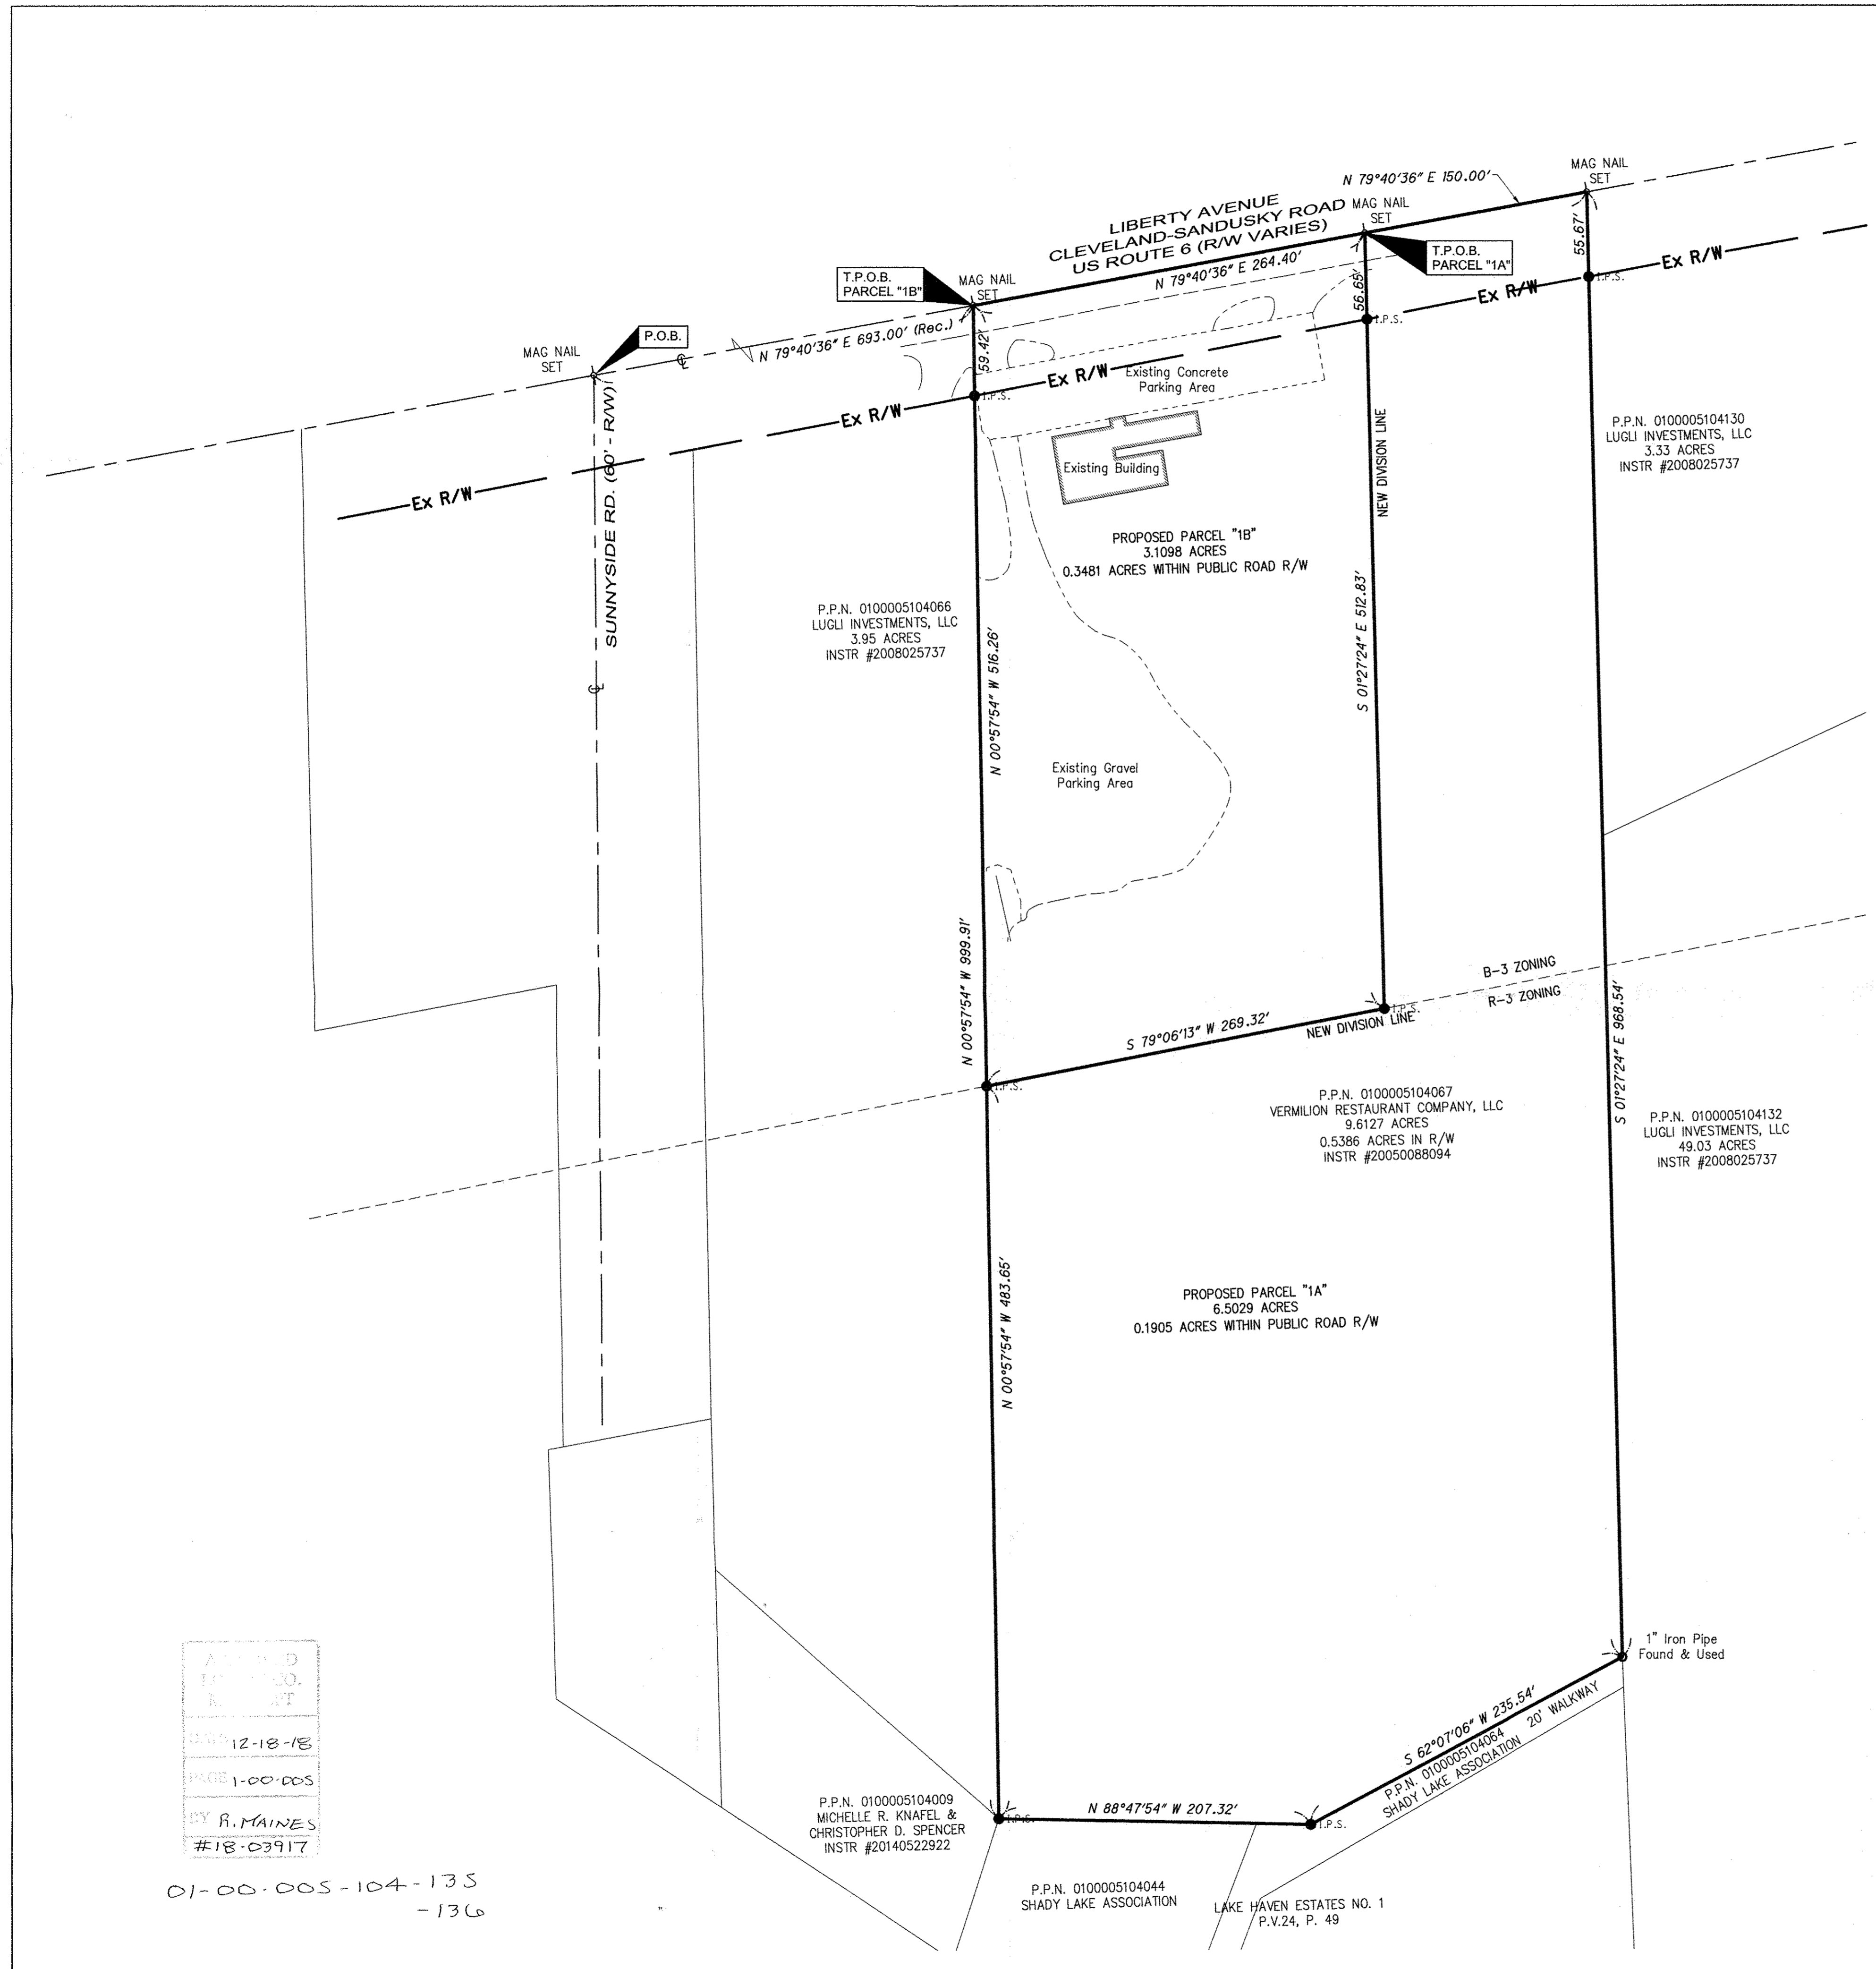 MAG NAIL
SET
N 79°40'36" E 150.00'
LIBERTY AVENUE
CLEVELAND-SANDUSKY ROAD
US ROUTE 6 (R/W VARIES)
MAG NAIL
SET
55.67'
T.P.O.B.
PARCEL "1A"
Ex R/W
I.P.S.
T.P.O.B.
PARCEL "1B"
MAG NAIL
SET
N 79°40'36" E 264.40'
56.65'
Ex R/W
I.P.S.
P.O.B.
N 79°40'36" E 693.00' (Rec.)
MAG NAIL
SET
59.42'
Ex R/W
Existing Concrete
Parking Area
I.P.S.
Ex R/W
Ex R/W
SUNNYSIDE RD. (60' - R/W)
Existing Building
NEW DIVISION LINE
P.P.N. 0100005104130
LUGLI INVESTMENTS, LLC
3.33 ACRES
INSTR #2008025737
PROPOSED PARCEL "1B"
3.1098 ACRES
0.3481 ACRES WITHIN PUBLIC ROAD R/W
P.P.N. 0100005104066
LUGLI INVESTMENTS, LLC
3.95 ACRES
INSTR #2008025737
N 00°57'54" W 516.26'
S 01°27'24" E 512.83'
Existing Gravel
Parking Area
N 00°57'54" W 999.91'
B-3 ZONING
R-3 ZONING
S 79°06'13" W 269.32'
I.P.S.
NEW DIVISION LINE
I.P.S.
S 01°27'24" E 968.54'
P.P.N. 0100005104067
VERMILION RESTAURANT COMPANY, LLC
9.6127 ACRES
0.5386 ACRES IN R/W
INSTR #20050088094
P.P.N. 0100005104132
LUGLI INVESTMENTS, LLC
49.03 ACRES
INSTR #2008025737
N 00°57'54" W 483.65'
PROPOSED PARCEL "1A"
6.5029 ACRES
0.1905 ACRES WITHIN PUBLIC ROAD R/W
1" Iron Pipe
Found & Used
S 62°07'06" W 235.54'
20' WALKWAY
P.P.N. 0100005104064
SHADY LAKE ASSOCIATION
N 88°47'54" W 207.32'
I.P.S.
I.P.S.
P.P.N. 0100005104009
MICHELLE R. KNAFEL &
CHRISTOPHER D. SPENCER
INSTR #20140522922
P.P.N. 0100005104044
SHADY LAKE ASSOCIATION
LAKE HAVEN ESTATES NO. 1
P.V.24, P. 49
12-18-18
PAGE 1-00-005
BY R. MAINES
#18-03917
01-00-005-104-135
-136